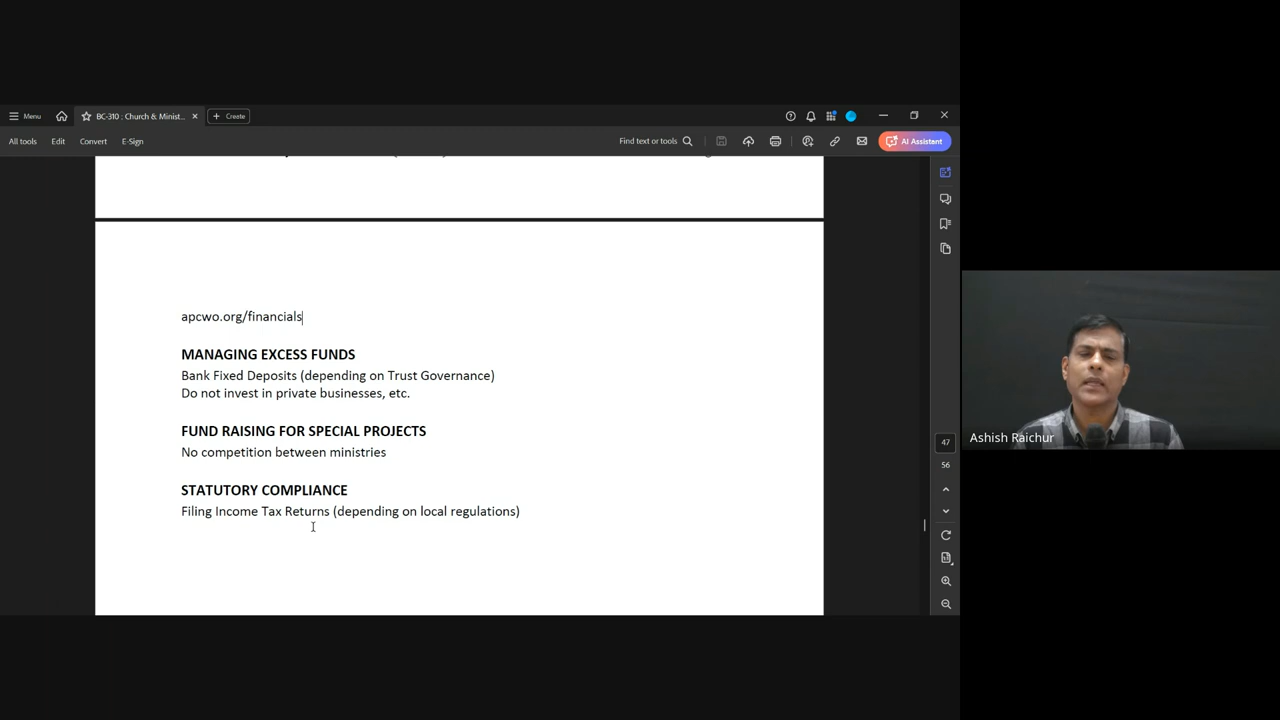 Menu
BC-310 : Church & Minist...
Create
All tools
Edit
Convert
E-Sign
Find text or tools
AI Assistant
apcwo.org/financials
MANAGING EXCESS FUNDS
Bank Fixed Deposits (depending on Trust Governance)
Do not invest in private businesses, etc.
FUND RAISING FOR SPECIAL PROJECTS
No competition between ministries
STATUTORY COMPLIANCE
Filing Income Tax Returns (depending on local regulations)
47
56
Ashish Raichur